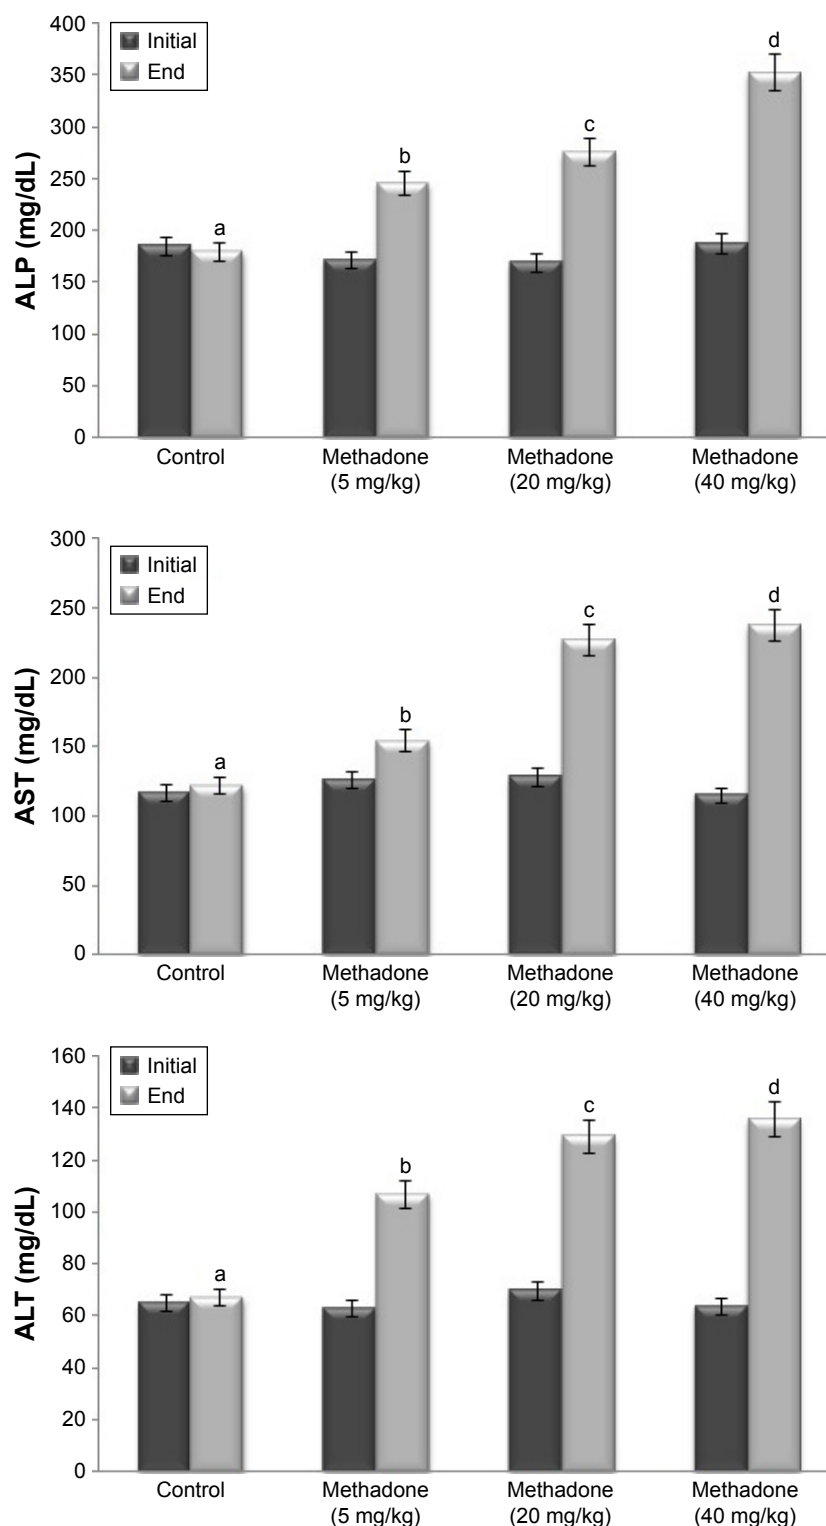 400
350
300
250
200
150
100
50
0
ALP (mg/dL)
Initial
End
a
b
c
d
Control
Methadone
(5 mg/kg)
Methadone
(20 mg/kg)
Methadone
(40 mg/kg)
300
250
200
150
100
50
0
AST (mg/dL)
Initial
End
a
b
c
d
Control
Methadone
(5 mg/kg)
Methadone
(20 mg/kg)
Methadone
(40 mg/kg)
160
140
120
100
80
60
40
20
0
ALT (mg/dL)
Initial
End
a
b
c
d
Control
Methadone
(5 mg/kg)
Methadone
(20 mg/kg)
Methadone
(40 mg/kg)